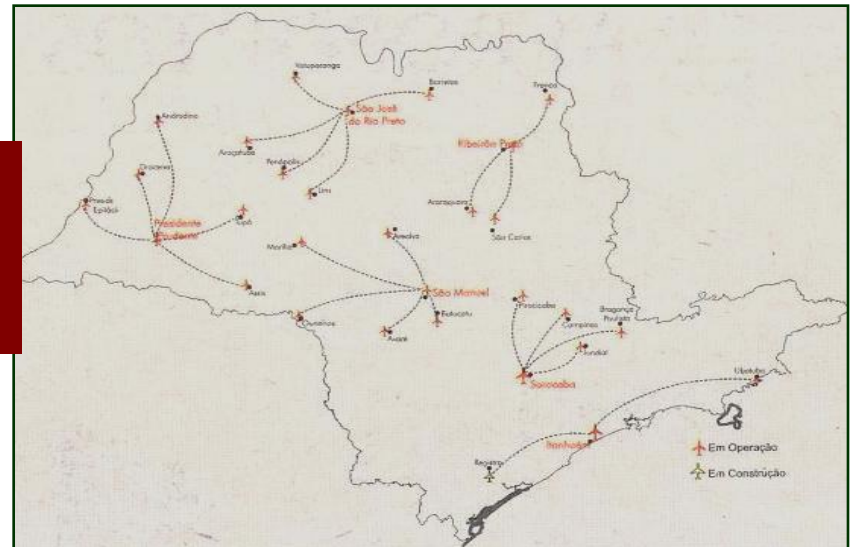 Votuporanga
Barretos
Franca
São José
do Rio Preto
Andradina
Ribeirão Preto
Araçatuba
Penápolis
Dracena
Lins
Araraquara
Tupã
Presidente
Prudente
São Carlos
Marília
Assis
São Manuel
Piracicaba
Bragança
Paulista
Campinas
Ourinhos
Avaré
Botucatu
Jundiaí
Sorocaba
Ubatuba
Itanhaém
Registro
Em Operação
Em Construção